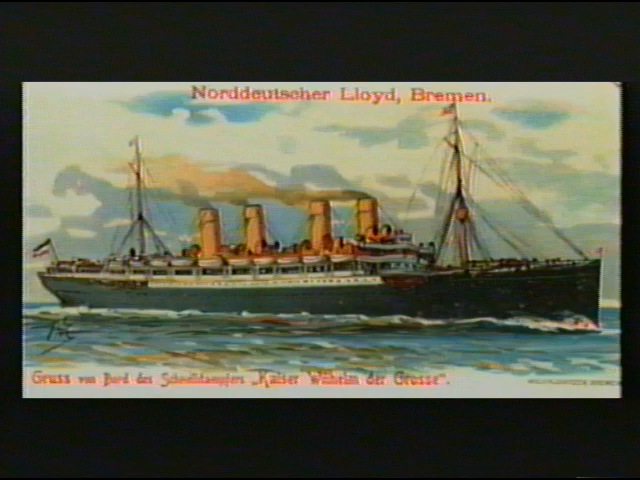 Norddeutscher Lloyd, Bremen.
Gruss von Bord des Schnelldampfers „Kaiser Wilhelm der Grosse".